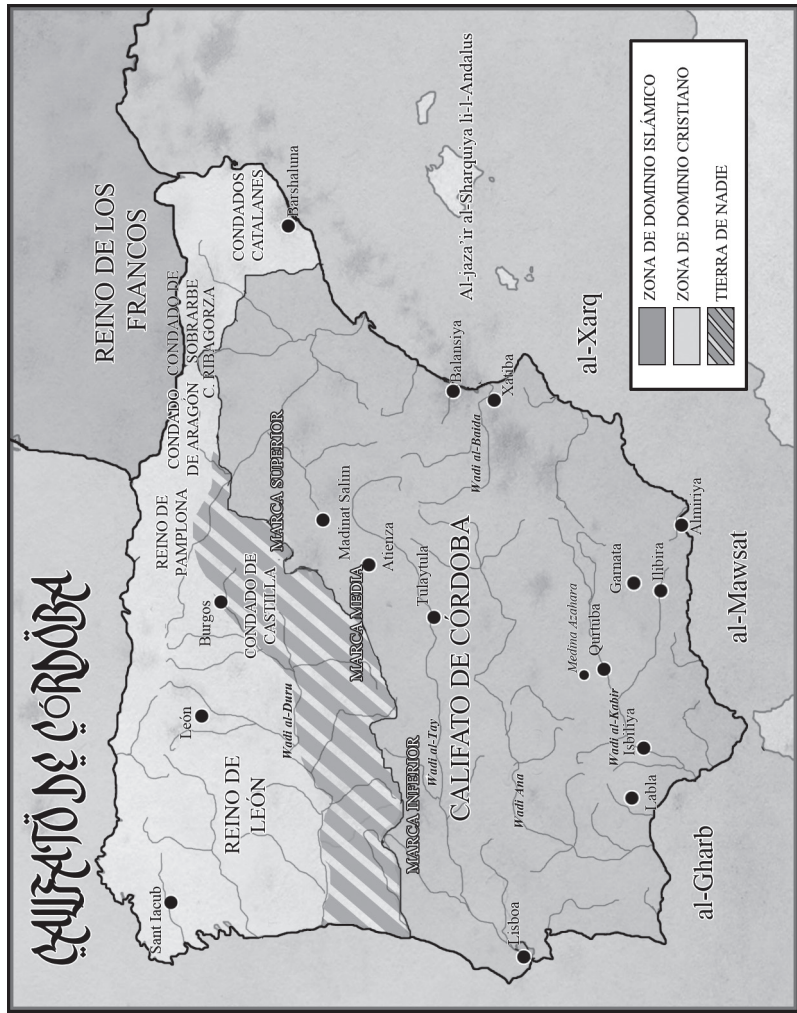 CALIFATO DE CÓRDOBA
REINO DE LOS
FRANCOS
Sant Iacub
León
Burgos
REINO DE
PAMPLONA
CONDADO
DE ARAGÓN
CONDADO DE
SOBRARBE
C. RIBAGORZA
CONDADOS
CATALANES
Barshaluna
REINO DE
LEÓN
Wadi al-Duru
CONDADO DE
CASTILLA
MARCA SUPERIOR
Madinat Salim
Atienza
MARCA MEDIA
MARCA INFERIOR
Wadi al-Tay
Tulaytula
CALIFATO DE CÓRDOBA
Balansiya
Xatiba
Wadi al-Baida
Al-jaza'ir al-Sharquiya li-l-Andalus
Lisboa
Wadi Ana
Medina Azahara
Qurtuba
Wadi al-Kabir
Isbiliya
Labla
Garnata
Ilibira
Almriya
al-Gharb
al-Mawsat
al-Xarq
ZONA DE DOMINIO ISLÁMICO
ZONA DE DOMINIO CRISTIANO
TIERRA DE NADIE